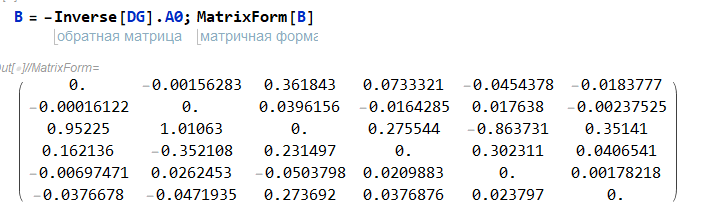 B = -Inverse[DG].A0; MatrixForm[B]
обратная матрица матричная форма
Out[•]//MatrixForm=
0. -0.00156283 0.361843 0.0733321 -0.0454378 -0.0183777
-0.00016122 0. 0.0396156 -0.0164285 0.017638 -0.00237525
0.95225 1.01063 0. 0.275544 -0.863731 0.35141
0.162136 -0.352108 0.231497 0. 0.302311 0.0406541
-0.00697471 0.0262453 -0.0503798 0.0209883 0. 0.00178218
-0.0376678 -0.0471935 0.273692 0.0376876 0.023797 0.